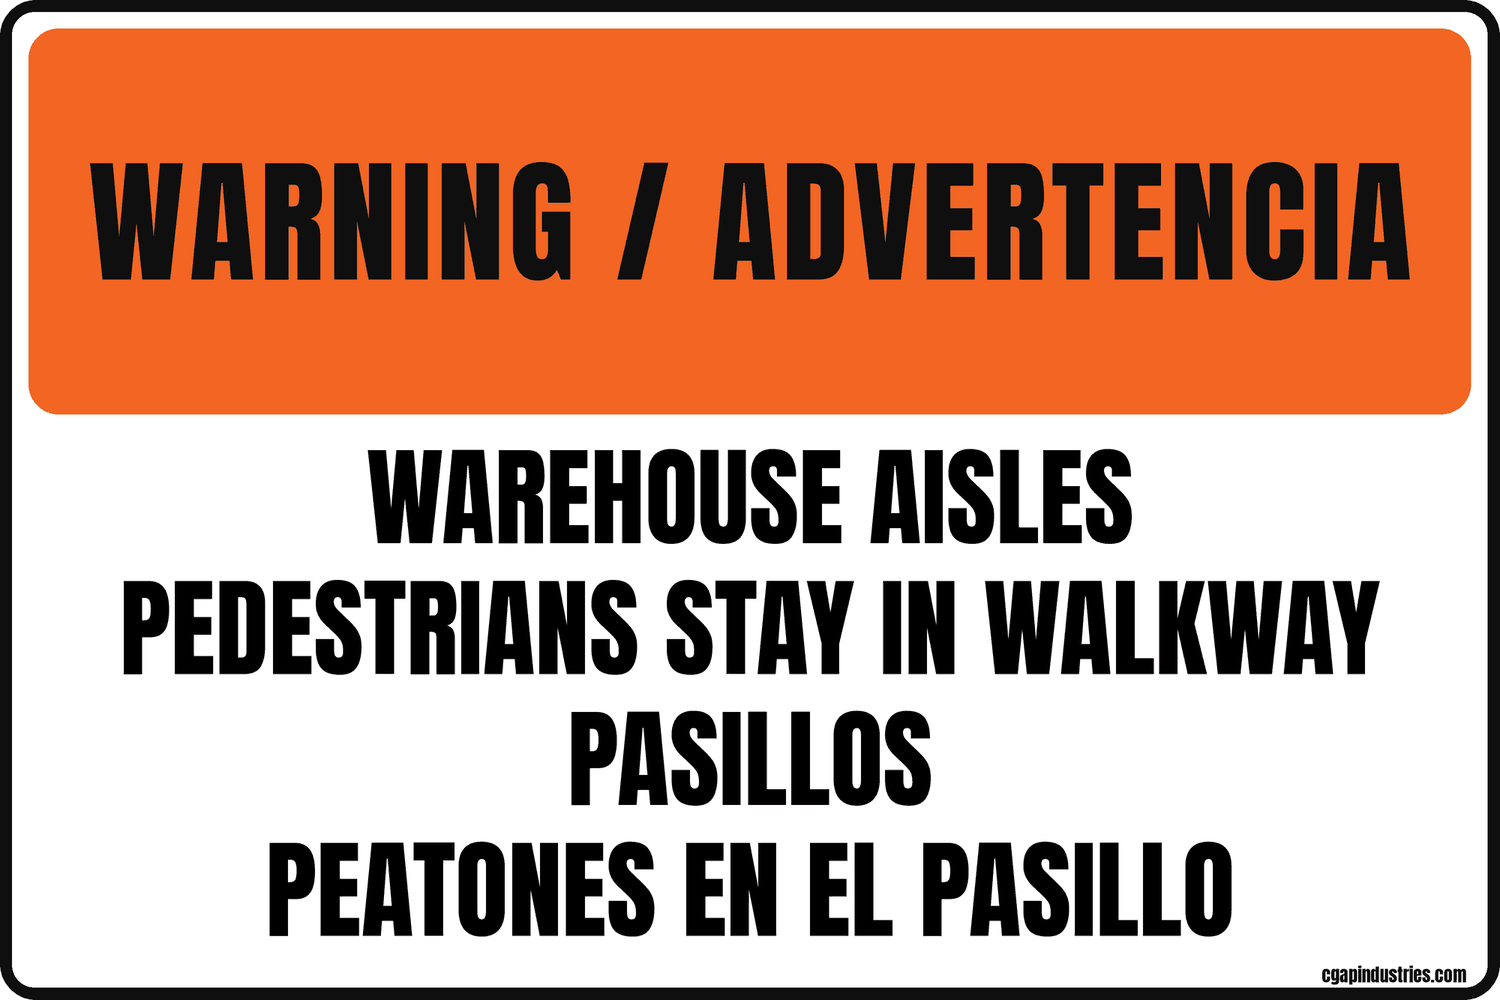 WARNING / ADVERTENCIA
WAREHOUSE AISLES
PEDESTRIANS STAY IN WALKWAY
PASILLOS
PEATONES EN EL PASILLO
cgapindustries.com